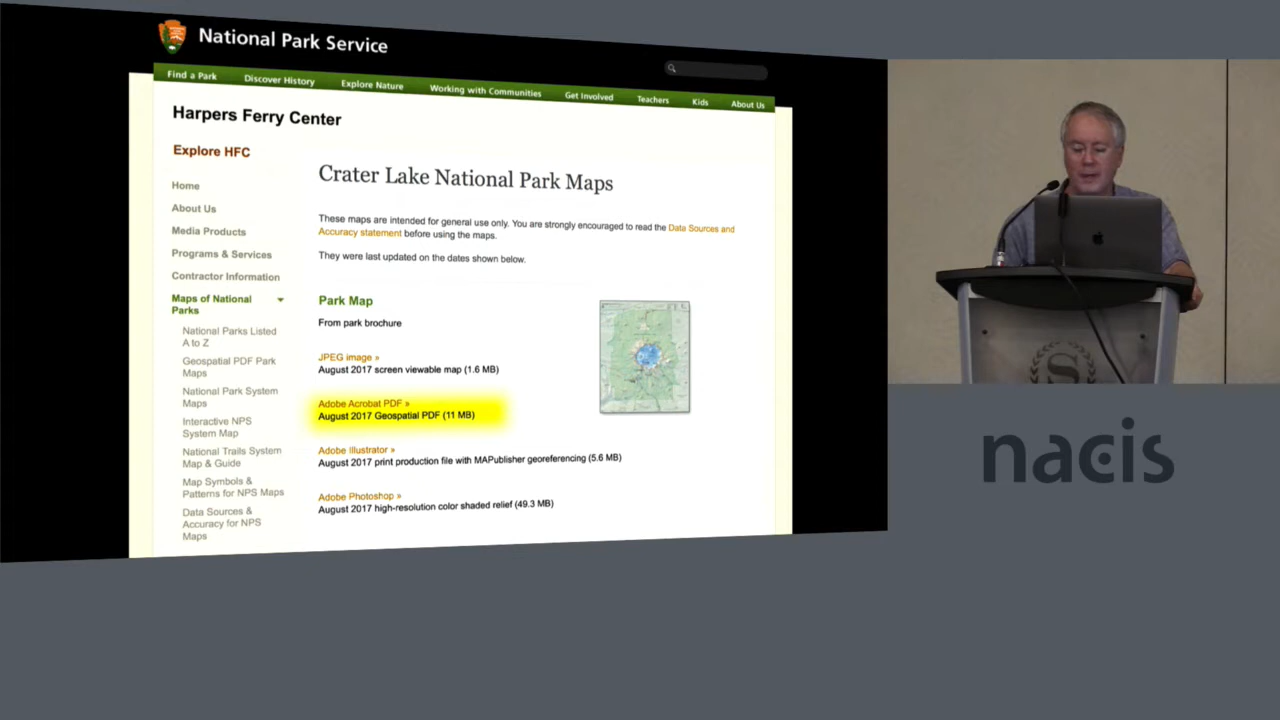 National Park Service
Find a Park
Discover History
Explore Nature
Working with Communities
Get Involved
Teachers
Kids
About Us
Harpers Ferry Center
Explore HFC
Home
About Us
Media Products
Programs & Services
Contractor Information
Maps of National
Parks
National Parks Listed
A to Z
Geospatial PDF Park
Maps
National Park System
Maps
Interactive NPS
System Map
National Trails System
Map & Guide
Map Symbols &
Patterns for NPS Maps
Data Sources &
Accuracy for NPS
Maps
Crater Lake National Park Maps
These maps are intended for general use only. You are strongly encouraged to read the Data Sources and
Accuracy statement before using the maps.
They were last updated on the dates shown below.
Park Map
From park brochure
JPEG image »
August 2017 screen viewable map (1.6 MB)
Adobe Acrobat PDF »
August 2017 Geospatial PDF (11 MB)
Adobe Illustrator »
August 2017 print production file with MAPublisher georeferencing (5.6 MB)
Adobe Photoshop »
August 2017 high-resolution color shaded relief (49.3 MB)
S
nacis